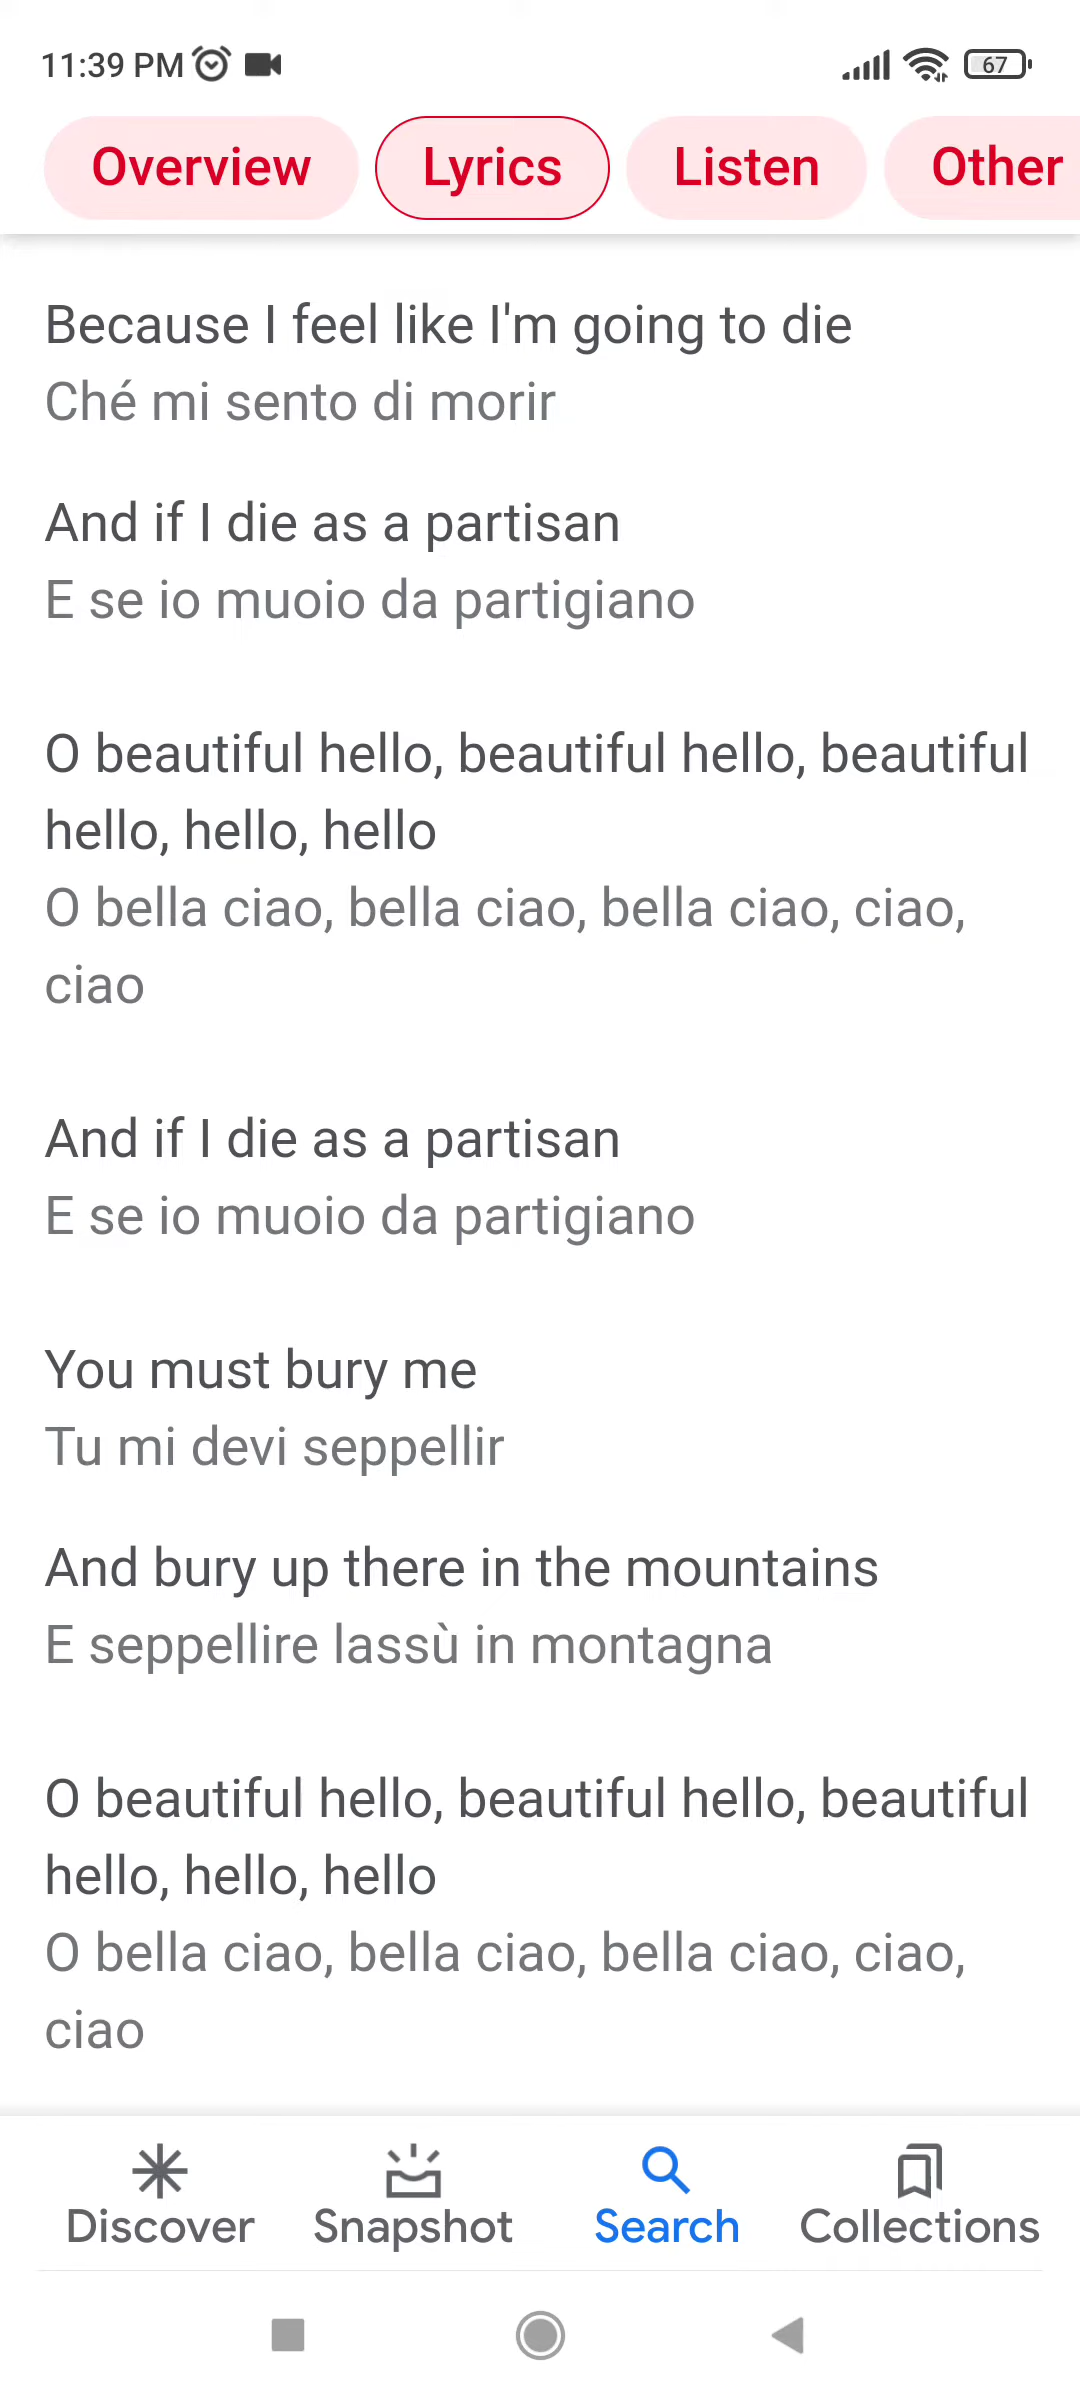 11:39 PM 67
Overview Lyrics Listen Other
Because I feel like I'm going to die
Ché mi sento di morir
And if I die as a partisan
E se io muoio da partigiano
O beautiful hello, beautiful hello, beautiful
hello, hello, hello
O bella ciao, bella ciao, bella ciao, ciao,
ciao
And if I die as a partisan
E se io muoio da partigiano
You must bury me
Tu mi devi seppellir
And bury up there in the mountains
E seppellire lassù in montagna
O beautiful hello, beautiful hello, beautiful
hello, hello, hello
O bella ciao, bella ciao, bella ciao, ciao,
ciao
Discover Snapshot Search Collections